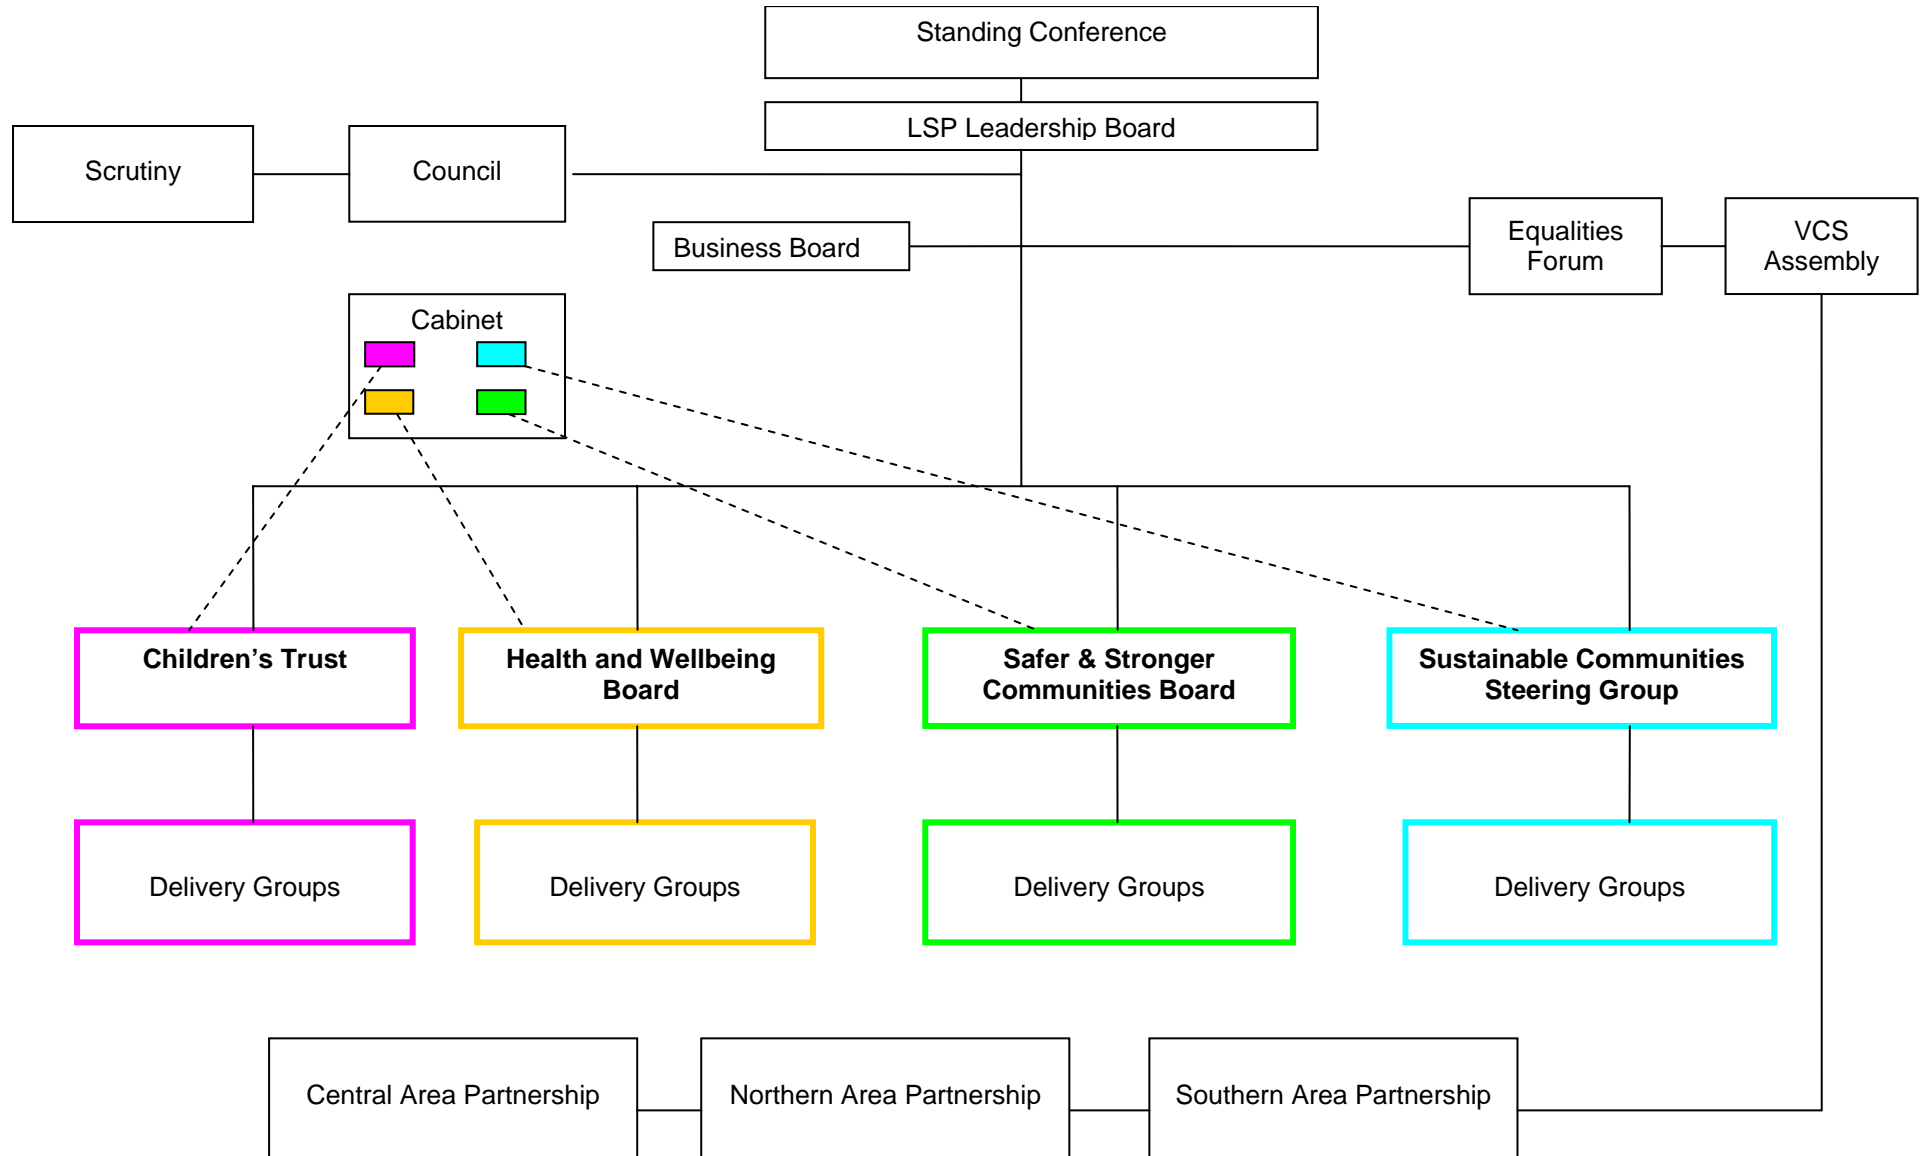 Standing Conference
LSP Leadership Board
Scrutiny
Council
Business Board
Equalities
Forum
VCS
Assembly
Cabinet
Children’s Trust
Health and Wellbeing
Board
Safer & Stronger
Communities Board
Sustainable Communities
Steering Group
Delivery Groups
Delivery Groups
Delivery Groups
Delivery Groups
Central Area Partnership
Northern Area Partnership
Southern Area Partnership